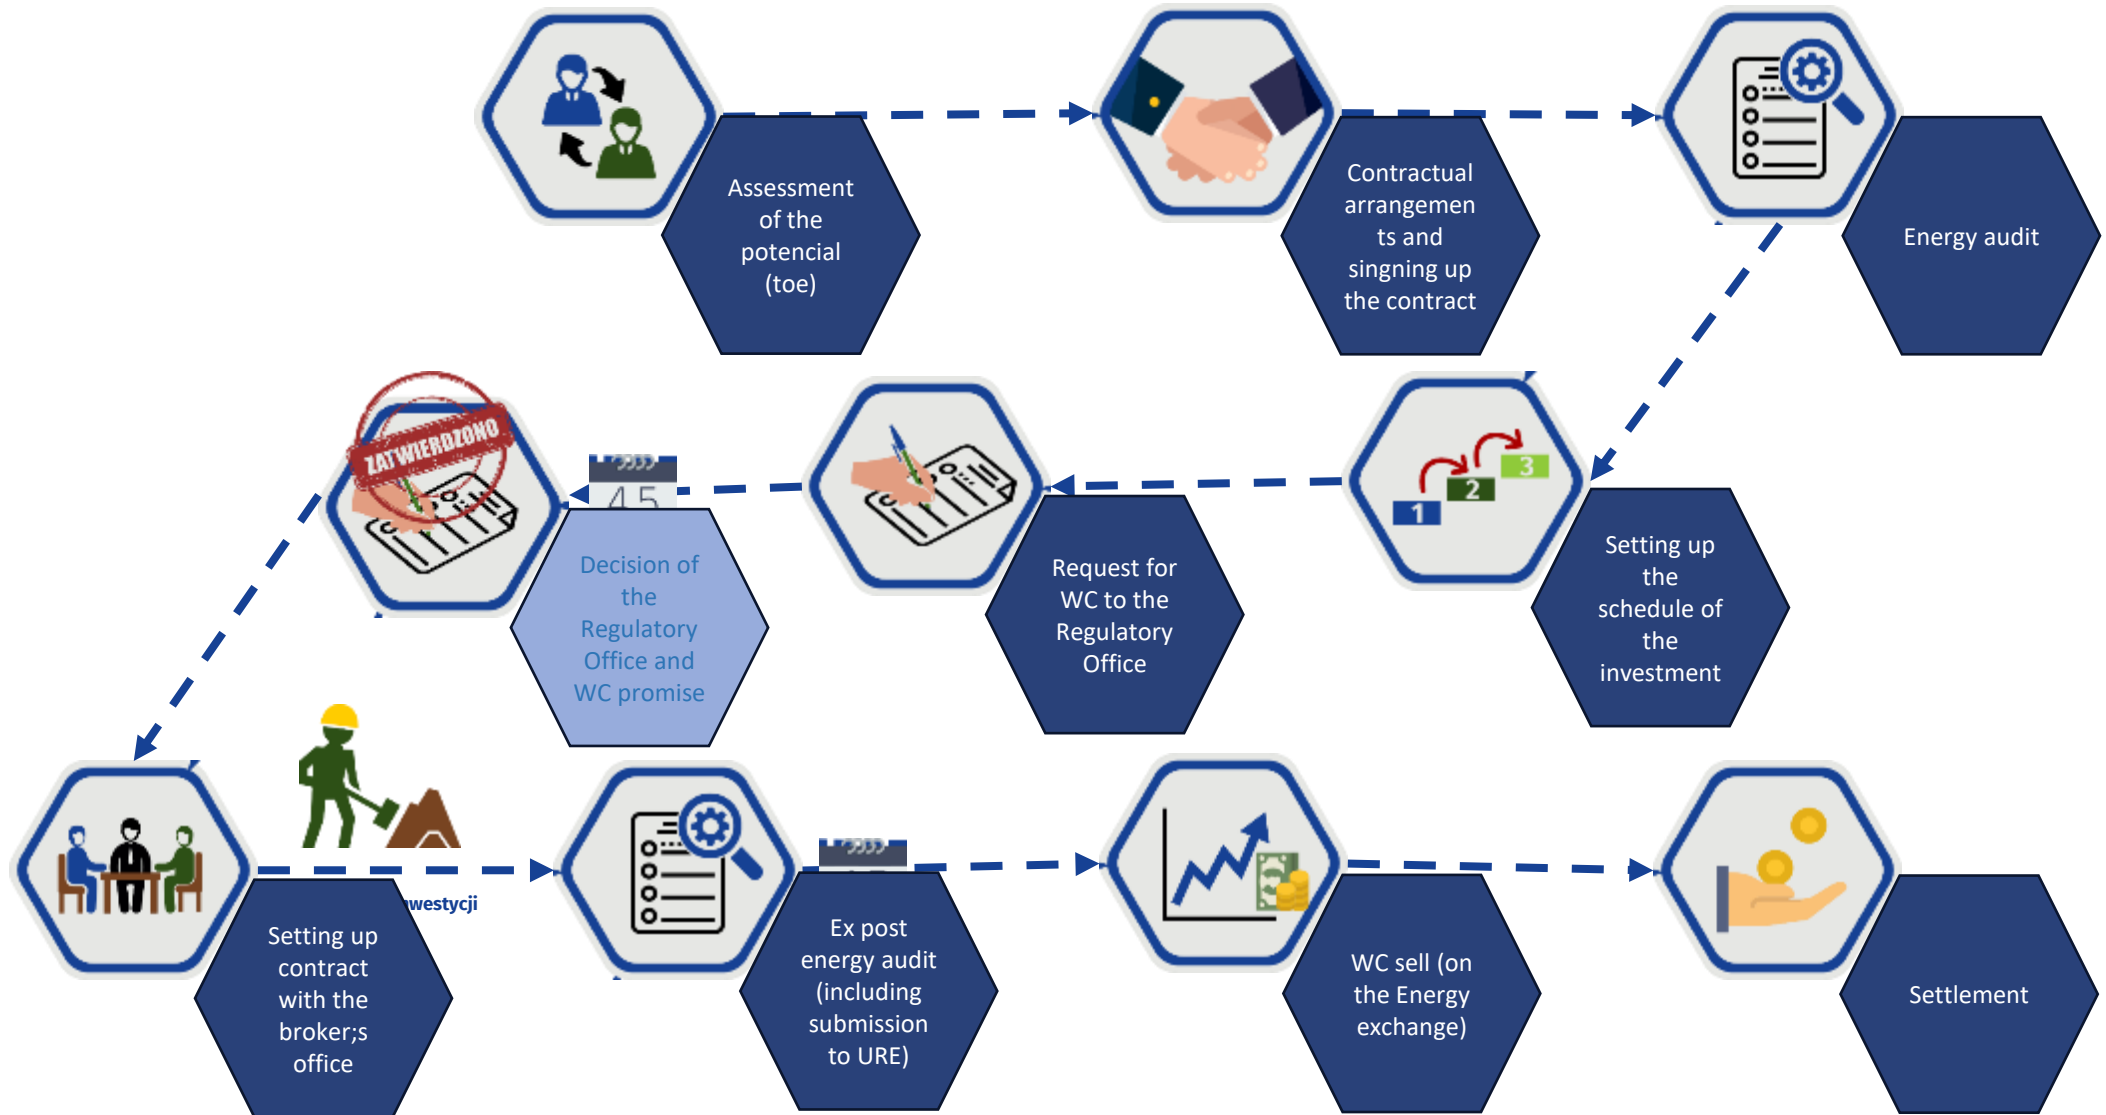 Assessment
of the
potencial
(toe)
Contractual
arrangemen
ts and
singning up
the contract
Energy audit
ZATWIERDZONO
45
Decision of
the
Regulatory
Office and
WC promise
Request for
WC to the
Regulatory
Office
1
2
3
Setting up
the
schedule of
the
investment
Setting up
contract
with the
broker;s
office
westycji
Ex post
energy audit
(including
submission
to URE)
WC sell (on
the Energy
exchange)
Settlement